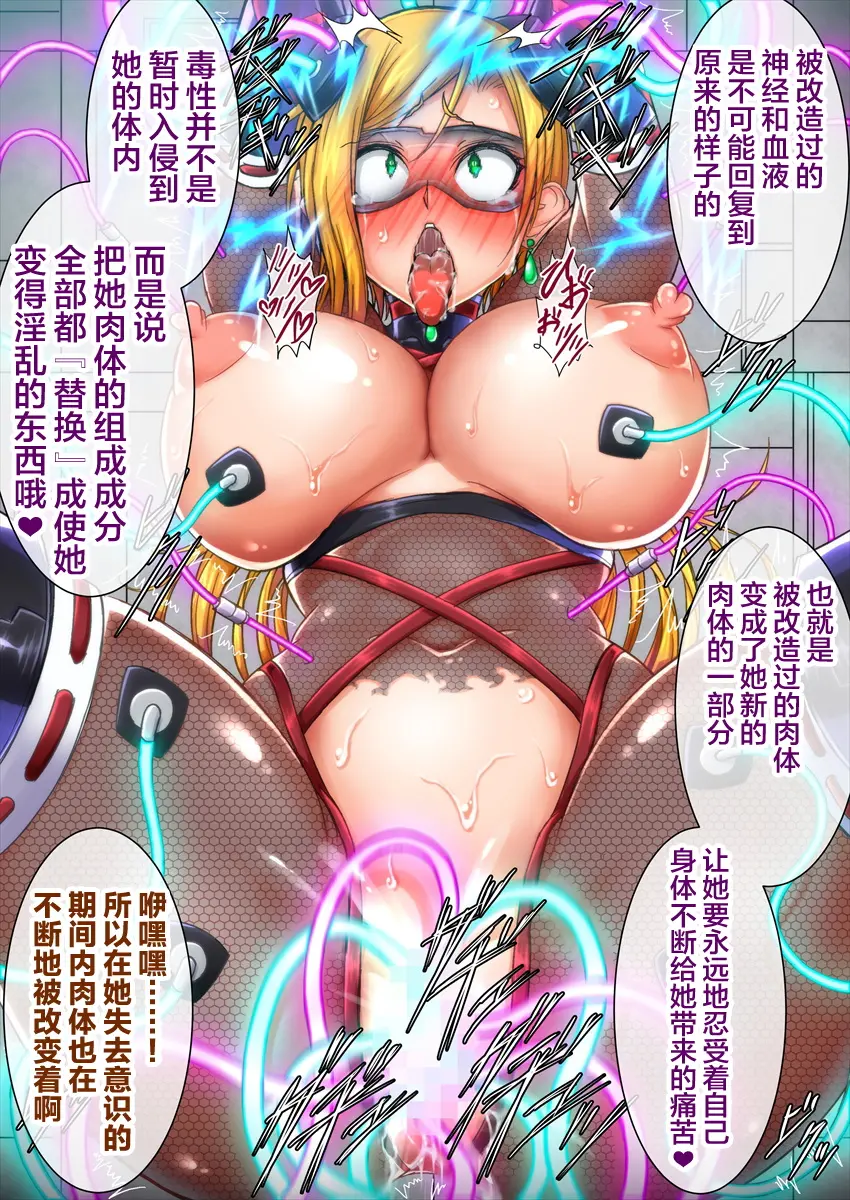 被改造过的
神经和血液
是不可能回复到
原来的样子的
毒性并不是
暂时入侵到
她的体内
而是说
把她肉体的组成成分
全部都『替换』成使她
变得淫乱的东西哦♥
也就是
被改造过的肉体
变成了她新的
肉体的一部分
让她要永远地忍受着自己
身体不断给她带来的痛苦♥
咿嘿嘿……！
所以在她失去意识的
期间内肉体也在
不断地被改变着啊